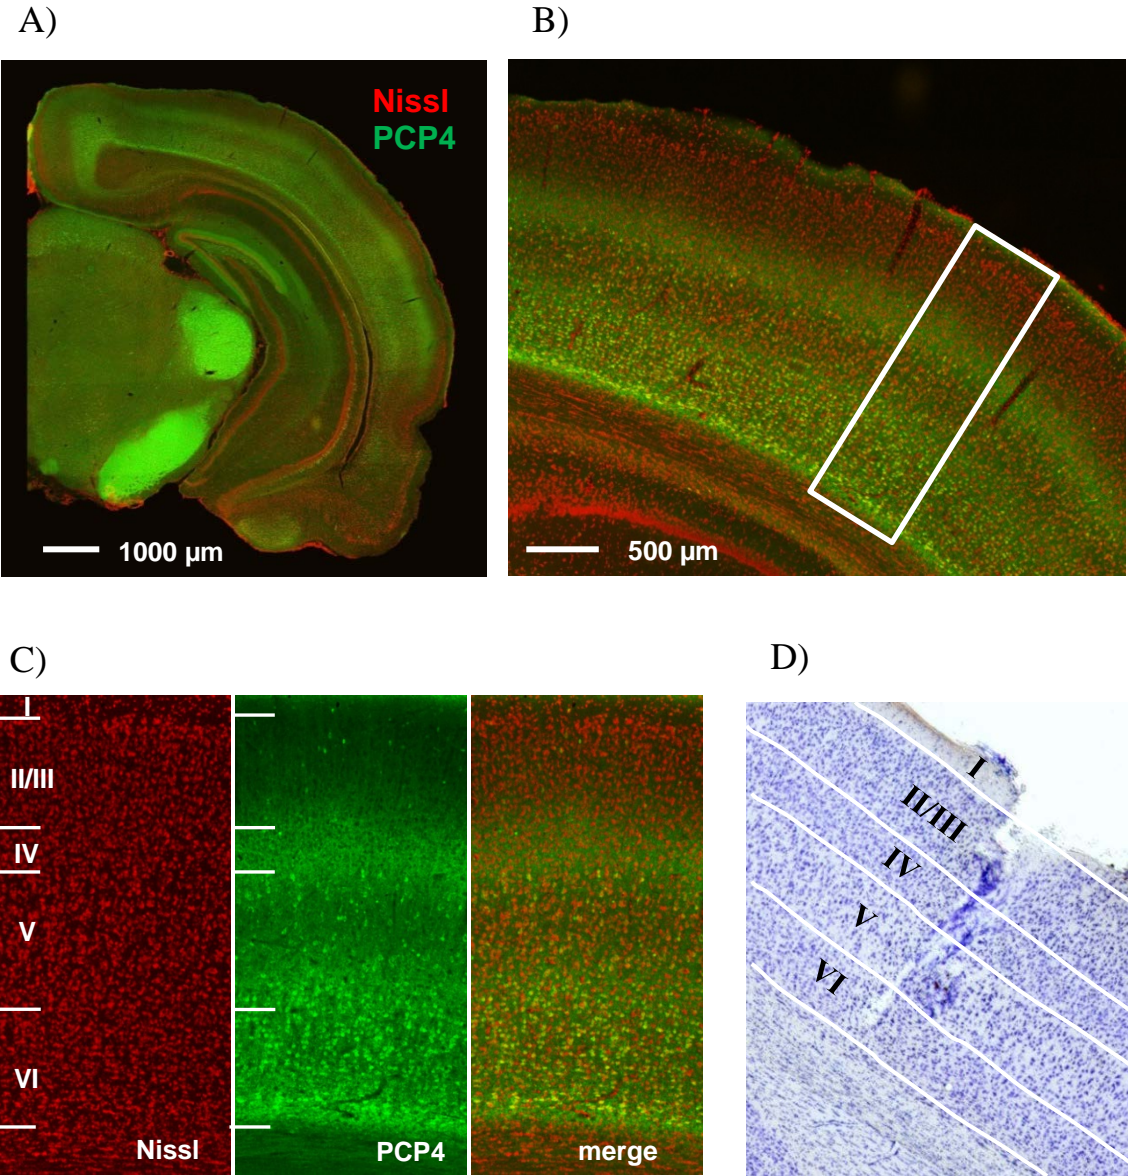 A)
B)
Nissl
PCP4
1000 µm
500 µm
C)
D)
I
II/III
IV
V
VI
Nissl
PCP4
merge
I
II/III
IV
V
VI